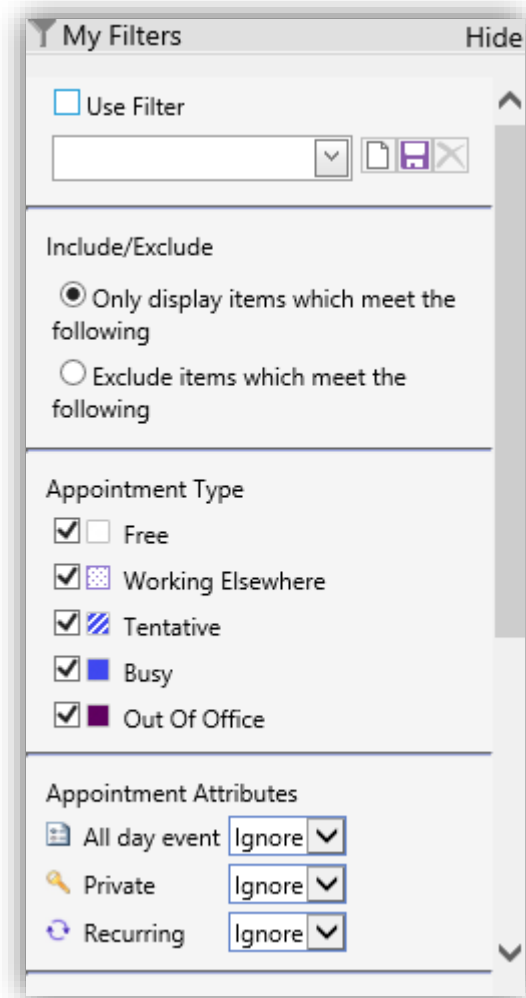 My Filters Hide
Use Filter
Include/Exclude
Only display items which meet the
following
Exclude items which meet the
following
Appointment Type
Free
Working Elsewhere
Tentative
Busy
Out Of Office
Appointment Attributes
All day event Ignore
Private Ignore
Recurring Ignore